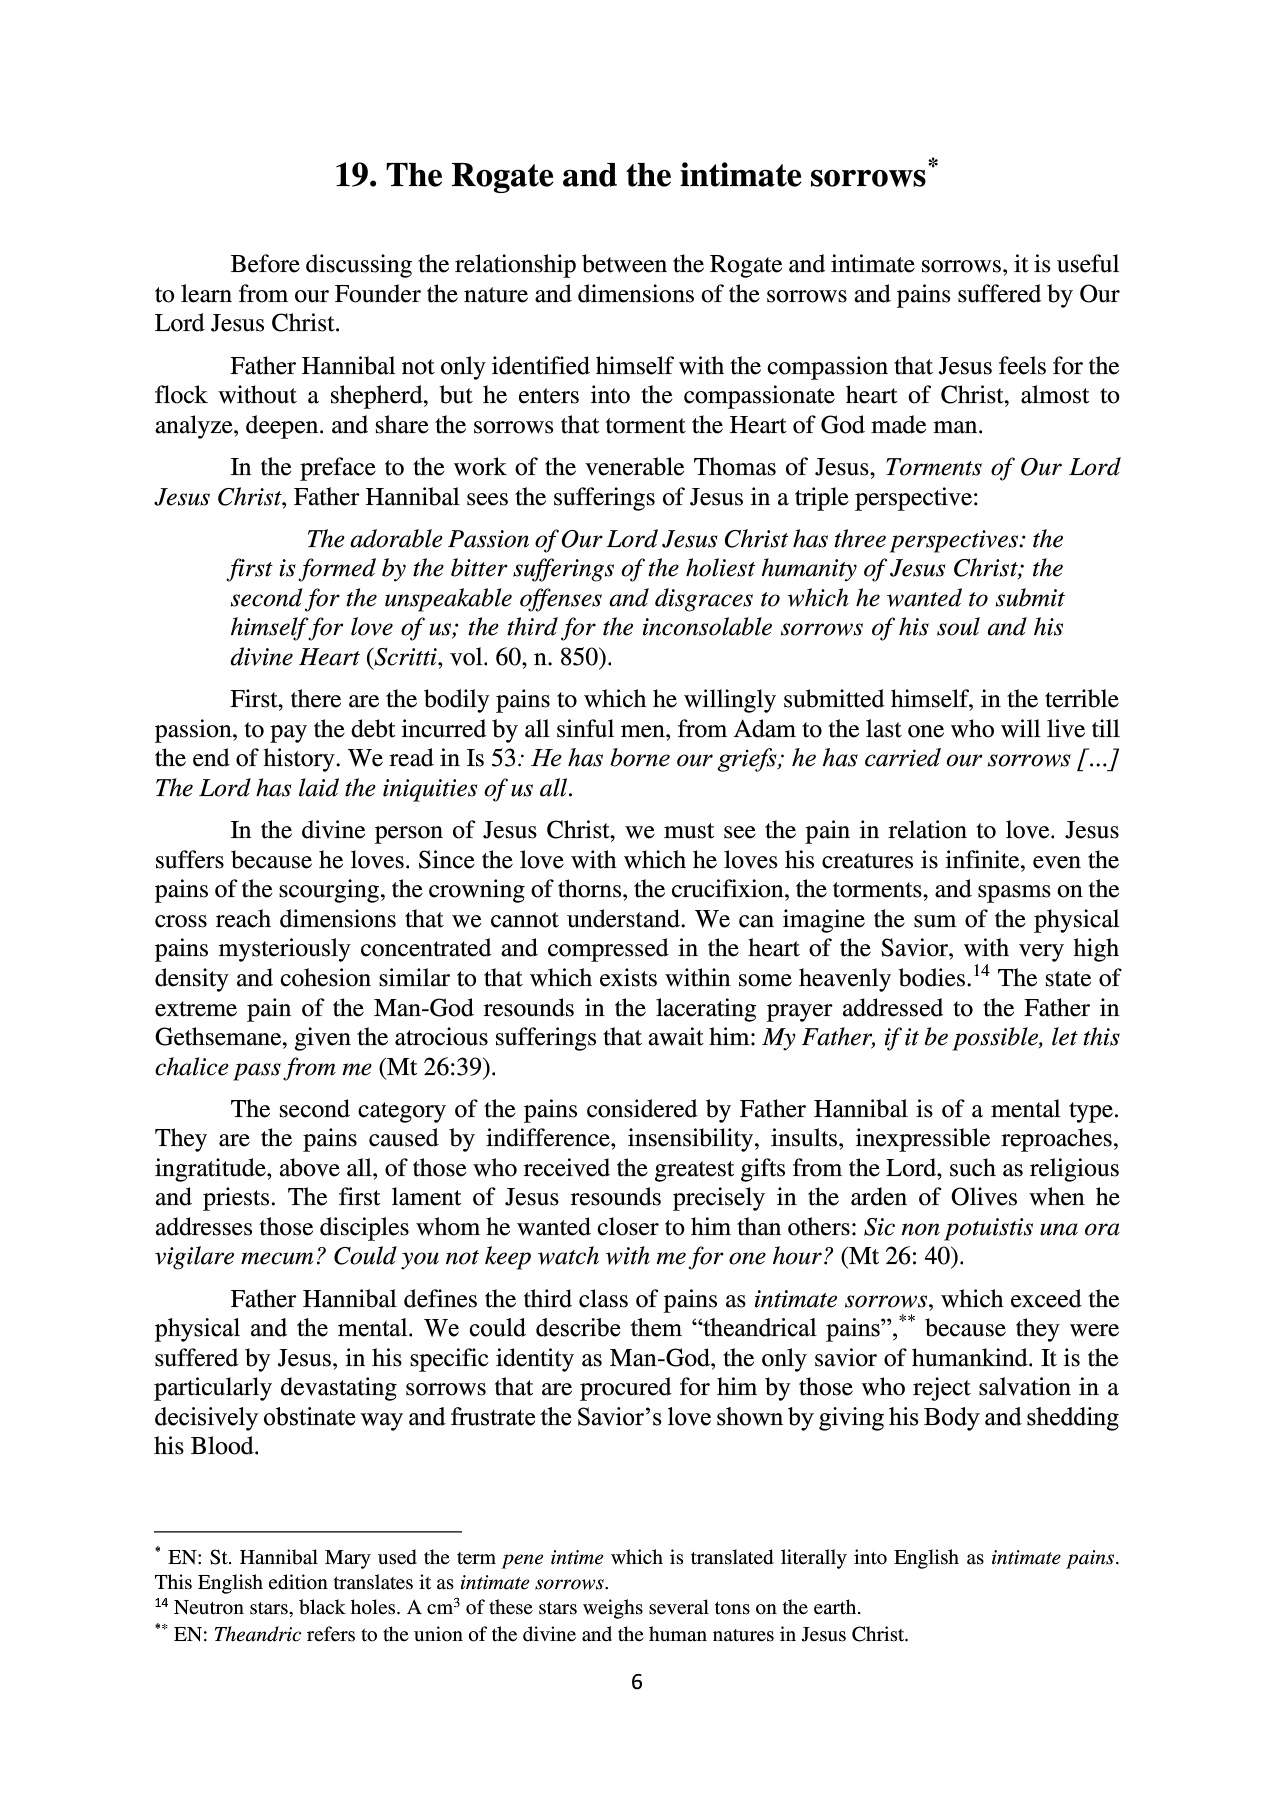 19. The Rogate and the intimate sorrows*
Before discussing the relationship between the Rogate and intimate sorrows, it is useful
to learn from our Founder the nature and dimensions of the sorrows and pains suffered by Our
Lord Jesus Christ.
Father Hannibal not only identified himself with the compassion that Jesus feels for the
flock without a shepherd, but he enters into the compassionate heart of Christ, almost to
analyze, deepen. and share the sorrows that torment the Heart of God made man.
In the preface to the work of the venerable Thomas of Jesus, Torments of Our Lord
Jesus Christ, Father Hannibal sees the sufferings of Jesus in a triple perspective:
The adorable Passion of Our Lord Jesus Christ has three perspectives: the
first is formed by the bitter sufferings of the holiest humanity of Jesus Christ; the
second for the unspeakable offenses and disgraces to which he wanted to submit
himself for love of us; the third for the inconsolable sorrows of his soul and his
divine Heart (Scritti, vol. 60, n. 850).
First, there are the bodily pains to which he willingly submitted himself, in the terrible
passion, to pay the debt incurred by all sinful men, from Adam to the last one who will live till
the end of history. We read in Is 53: He has borne our griefs; he has carried our sorrows [...]
The Lord has laid the iniquities of us all.
In the divine person of Jesus Christ, we must see the pain in relation to love. Jesus
suffers because he loves. Since the love with which he loves his creatures is infinite, even the
pains of the scourging, the crowning of thorns, the crucifixion, the torments, and spasms on the
cross reach dimensions that we cannot understand. We can imagine the sum of the physical
pains mysteriously concentrated and compressed in the heart of the Savior, with very high
density and cohesion similar to that which exists within some heavenly bodies.14 The state of
extreme pain of the Man-God resounds in the lacerating prayer addressed to the Father in
Gethsemane, given the atrocious sufferings that await him: My Father, if it be possible, let this
chalice pass from me (Mt 26:39).
The second category of the pains considered by Father Hannibal is of a mental type.
They are the pains caused by indifference, insensibility, insults, inexpressible reproaches,
ingratitude, above all, of those who received the greatest gifts from the Lord, such as religious
and priests. The first lament of Jesus resounds precisely in the arden of Olives when he
addresses those disciples whom he wanted closer to him than others: Sic non potuistis una ora
vigilare mecum? Could you not keep watch with me for one hour? (Mt 26: 40).
Father Hannibal defines the third class of pains as intimate sorrows, which exceed the
physical and the mental. We could describe them “theandrical pains”,** because they were
suffered by Jesus, in his specific identity as Man-God, the only savior of humankind. It is the
particularly devastating sorrows that are procured for him by those who reject salvation in a
decisively obstinate way and frustrate the Savior’s love shown by giving his Body and shedding
his Blood.
* EN: St. Hannibal Mary used the term pene intime which is translated literally into English as intimate pains.
This English edition translates it as intimate sorrows.
14 Neutron stars, black holes. A cm3 of these stars weighs several tons on the earth.
** EN: Theandric refers to the union of the divine and the human natures in Jesus Christ.
6